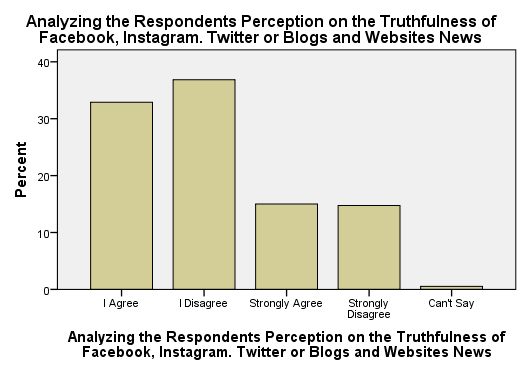 Analyzing the Respondents Perception on the Truthfulness of
Facebook, Instagram. Twitter or Blogs and Websites News
Percent
40
30
20
10
0
I Agree
I Disagree
Strongly Agree
Strongly
Disagree
Can't Say
Analyzing the Respondents Perception on the Truthfulness of
Facebook, Instagram. Twitter or Blogs and Websites News